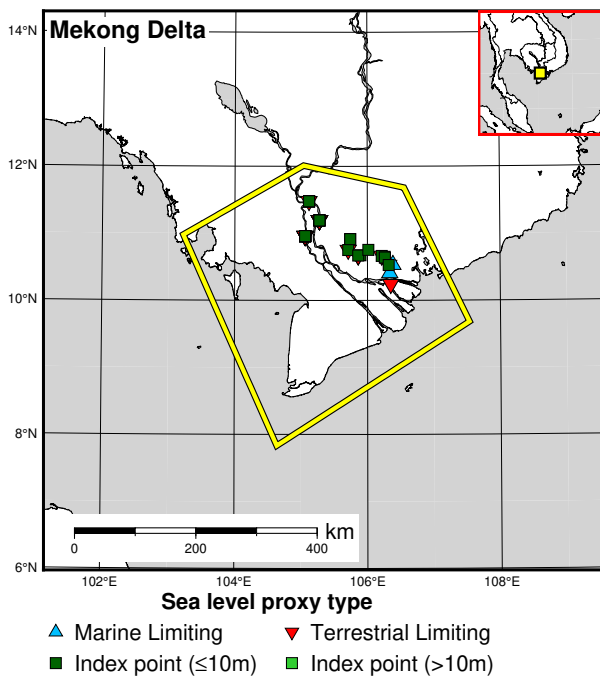 Mekong Delta
14°N
12°N
10°N
8°N
6°N
km
0 200 400
102°E 104°E 106°E 108°E
Sea level proxy type
Marine Limiting Terrestrial Limiting
Index point (≤10m) Index point (>10m)